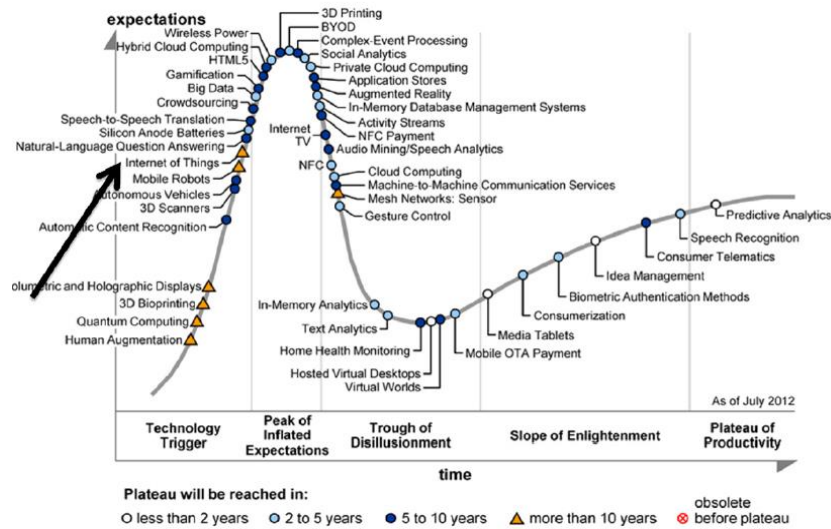 expectations
Wireless Power
Hybrid Cloud Computing
HTML5
Gamification
Big Data
Crowdsourcing
Speech-to-Speech Translation
Silicon Anode Batteries
Natural-Language Question Answering
Internet of Things
Mobile Robots
Autonomous Vehicles
3D Scanners
Automatic Content Recognition
olumetric and Holographic Displays
3D Bioprinting
Quantum Computing
Human Augmentation
3D Printing
BYOD
Complex-Event Processing
Social Analytics
Private Cloud Computing
Application Stores
Augmented Reality
In-Memory Database Management Systems
Activity Streams
NFC Payment
Internet
TV
Audio Mining/Speech Analytics
NFC
Cloud Computing
Machine-to-Machine Communication Services
Mesh Networks: Sensor
Gesture Control
In-Memory Analytics
Text Analytics
Home Health Monitoring
Hosted Virtual Desktops
Virtual Worlds
Mobile OTA Payment
Media Tablets
Consumerization
Biometric Authentication Methods
Idea Management
Consumer Telematics
Speech Recognition
Predictive Analytics
As of July 2012
Technology
Trigger
Peak of
Inflated
Expectations
Trough of
Disillusionment
Slope of Enlightenment
Plateau of
Productivity
time
Plateau will be reached in:
less than 2 years
2 to 5 years
5 to 10 years
more than 10 years
obsolete
before plateau